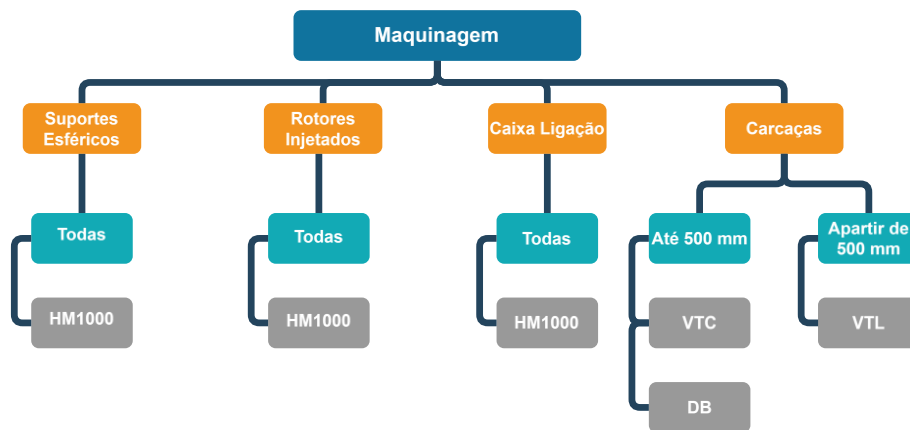 Maquinagem
Suportes
Esféricos
Rotores
Injetados
Caixa Ligação
Carcaças
Todas
Todas
Todas
Até 500 mm
Apartir de
500 mm
HM1000
HM1000
HM1000
VTC
VTL
DB